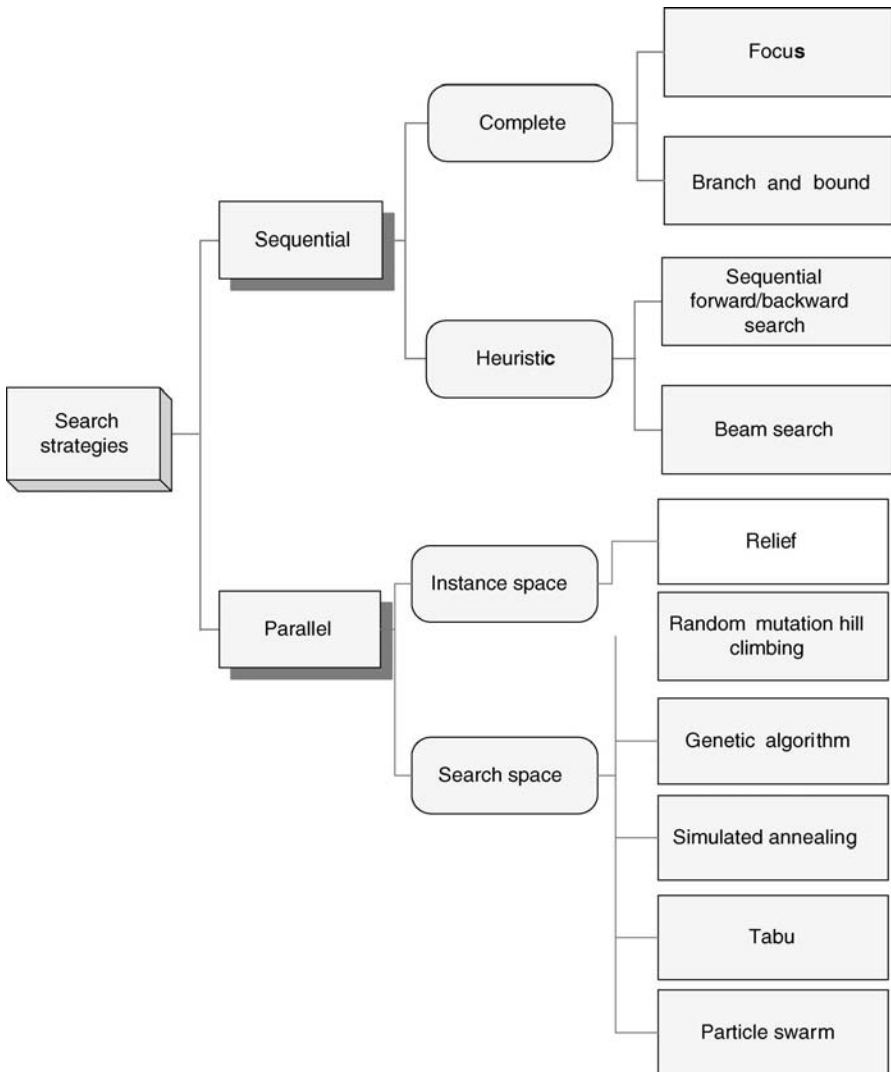 Search
strategies
Sequential
Complete
Focus
Branch and bound
Heuristic
Sequential
forward/backward
search
Beam search
Parallel
Instance space
Relief
Search space
Random mutation hill
climbing
Genetic algorithm
Simulated annealing
Tabu
Particle swarm